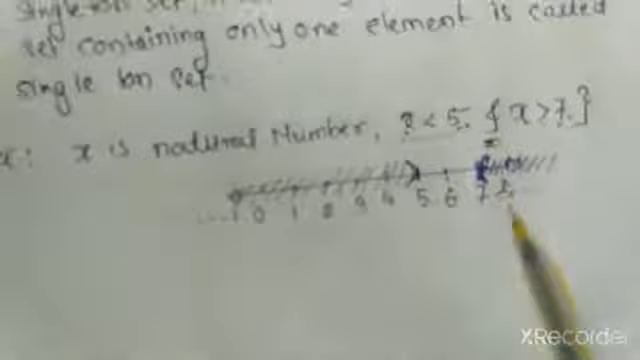 set containing only one element is called
single ton set.
x: x is natural Number, x < 5, { x > 7. }
0 1 2 3 4 5 6 7 8
XRecorder